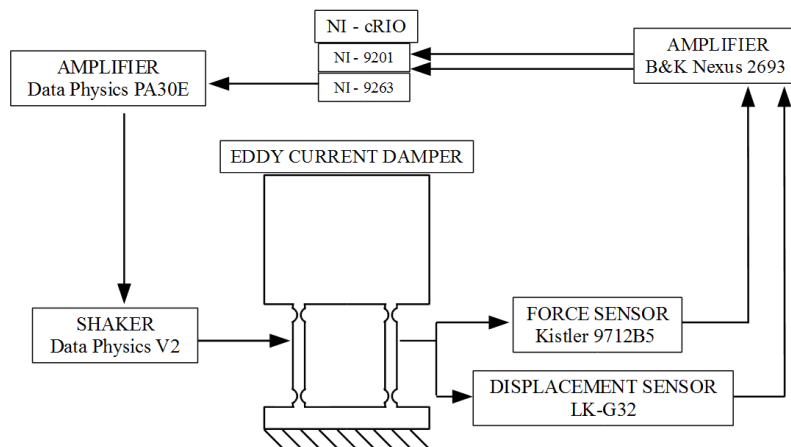 NI - cRIO
NI - 9201
NI - 9263
AMPLIFIER
B&K Nexus 2693
AMPLIFIER
Data Physics PA30E
EDDY CURRENT DAMPER
SHAKER
Data Physics V2
FORCE SENSOR
Kistler 9712B5
DISPLACEMENT SENSOR
LK-G32